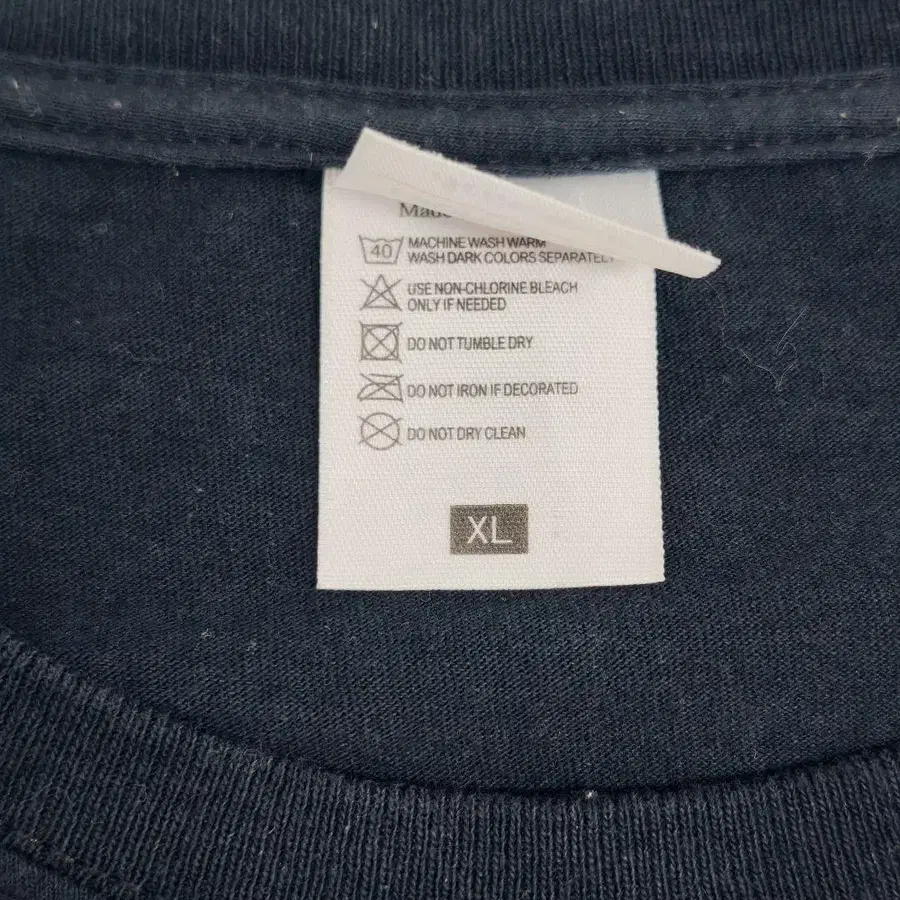 40 MACHINE WASH WARM
WASH DARK COLORS SEPARATELY
USE NON-CHLORINE BLEACH
ONLY IF NEEDED
DO NOT TUMBLE DRY
DO NOT IRON IF DECORATED
DO NOT DRY CLEAN
XL